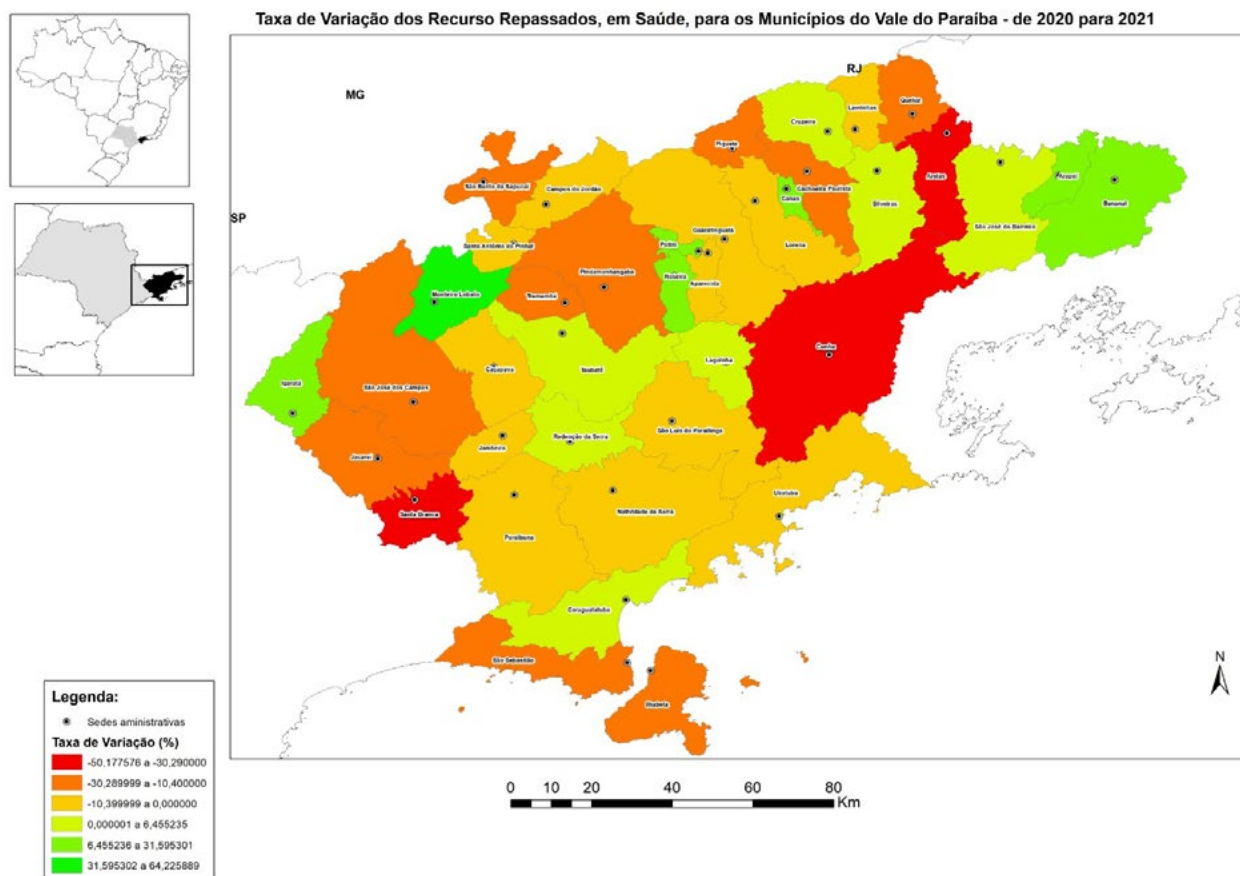 Taxa de Variação dos Recurso Repassados, em Saúde, para os Municípios do Vale do Paraíba - de 2020 para 2021
MG
RJ
SP
Cruzeiro
Lavrinhas
Queluz
Piquete
São Bento do Sapucaí
Campos do Jordão
Cachoeira Paulista
Canas
Silveiras
Areias
Arapeí
Bananal
São José do Barreiro
Guaratinguetá
Lorena
Santo Antônio do Pinhal
Potim
Pindamonhangaba
Roseira
Aparecida
Monteiro Lobato
Tremembé
Cunha
Lagoinha
Igaratá
São José dos Campos
Caçapava
Taubaté
São Luís do Paraitinga
Redenção da Serra
Jambeiro
Jacareí
Santa Branca
Natividade da Serra
Ubatuba
Paraibuna
Caraguatatuba
São Sebastião
Ilhabela
N
Legenda:
Sedes aministrativas
Taxa de Variação (%)
-50,177576 a -30,290000
-30,289999 a -10,400000
-10,399999 a 0,000000
0,000001 a 6,455235
6,455236 a 31,595301
31,595302 a 64,225889
0 10 20 40 60 80
Km